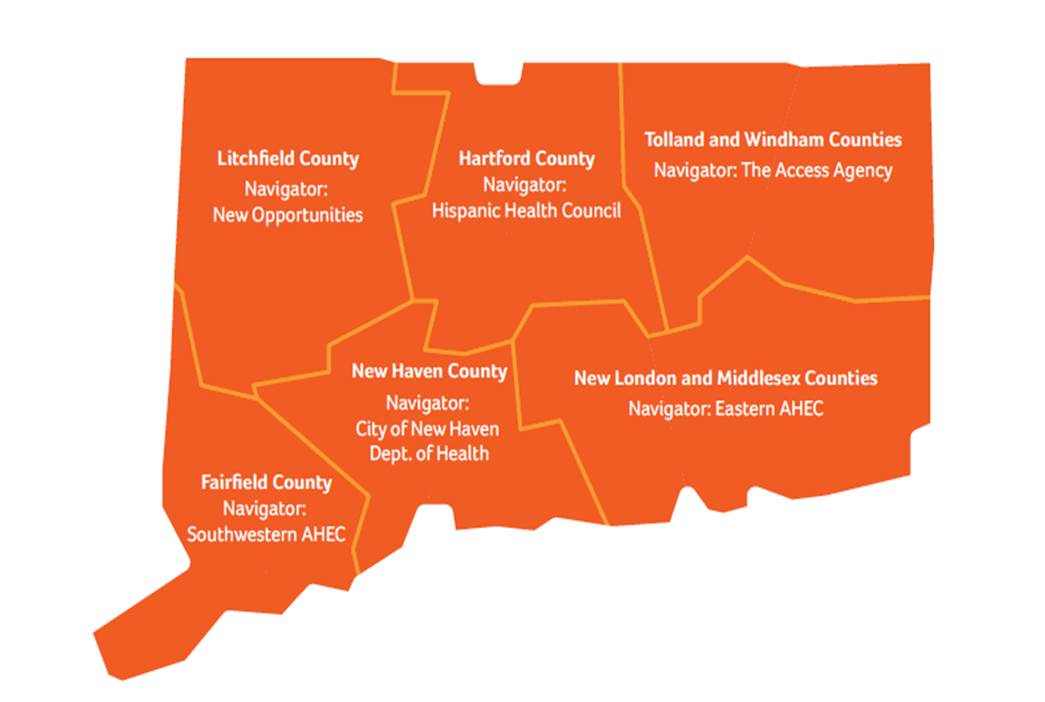 Litchfield County
Navigator:
New Opportunities
Hartford County
Navigator:
Hispanic Health Council
Tolland and Windham Counties
Navigator: The Access Agency
New Haven County
Navigator:
City of New Haven
Dept. of Health
New London and Middlesex Counties
Navigator: Eastern AHEC
Fairfield County
Navigator:
Southwestern AHEC